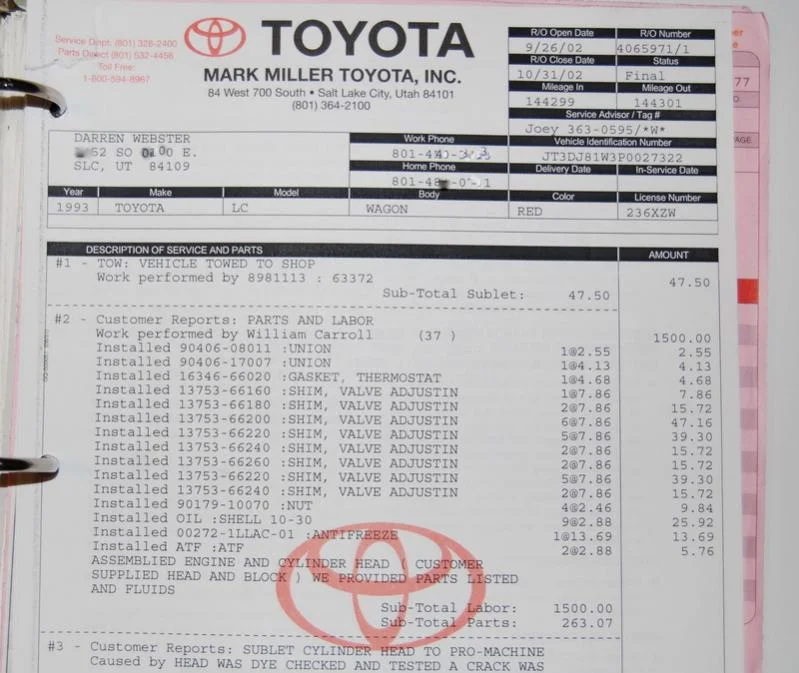 Service Dept. (801) 328-2400
Parts Direct (801) 532-4456
Toll Free:
1-800-594-8967
TOYOTA
MARK MILLER TOYOTA, INC.
84 West 700 South • Salt Lake City, Utah 84101
(801) 364-2100
R/O Open Date R/O Number
9/26/02 4065971/1
R/O Close Date Status
10/31/02 Final
Mileage In Mileage Out
144299 144301
Service Advisor / Tag #
Joey 363-0595/*W*
Vehicle Identification Number
JT3DJ81W3P0027322
Delivery Date In-Service Date
DARREN WEBSTER
52 SO E.
SLC, UT 84109
Work Phone
801-
Home Phone
801-
Year Make Model Body Color License Number
1993 TOYOTA LC WAGON RED 236XZW
DESCRIPTION OF SERVICE AND PARTS AMOUNT
#1 - TOW: VEHICLE TOWED TO SHOP
Work performed by 8981113 : 63372 47.50
Sub-Total Sublet: 47.50
#2 - Customer Reports: PARTS AND LABOR
Work performed by William Carroll (37 ) 1500.00
Installed 90406-08011 :UNION 1@2.55 2.55
Installed 90406-17007 :UNION 1@4.13 4.13
Installed 16346-66020 :GASKET, THERMOSTAT 1@4.68 4.68
Installed 13753-66160 :SHIM, VALVE ADJUSTIN 1@7.86 7.86
Installed 13753-66180 :SHIM, VALVE ADJUSTIN 2@7.86 15.72
Installed 13753-66200 :SHIM, VALVE ADJUSTIN 6@7.86 47.16
Installed 13753-66220 :SHIM, VALVE ADJUSTIN 5@7.86 39.30
Installed 13753-66240 :SHIM, VALVE ADJUSTIN 2@7.86 15.72
Installed 13753-66260 :SHIM, VALVE ADJUSTIN 2@7.86 15.72
Installed 13753-66220 :SHIM, VALVE ADJUSTIN 5@7.86 39.30
Installed 13753-66240 :SHIM, VALVE ADJUSTIN 2@7.86 15.72
Installed 90179-10070 :NUT 4@2.46 9.84
Installed OIL :SHELL 10-30 9@2.88 25.92
Installed 00272-1LLAC-01 :ANTIFREEZE 1@13.69 13.69
Installed ATF :ATF 2@2.88 5.76
ASSEMBLIED ENGINE AND CYLINDER HEAD ( CUSTOMER
SUPPLIED HEAD AND BLOCK ) WE PROVIDED PARTS LISTED
AND FLUIDS
Sub-Total Labor: 1500.00
Sub-Total Parts: 263.07
#3 - Customer Reports: SUBLET CYLINDER HEAD TO PRO-MACHINE
Caused by HEAD WAS DYE CHECKED AND TESTED A CRACK WAS
77